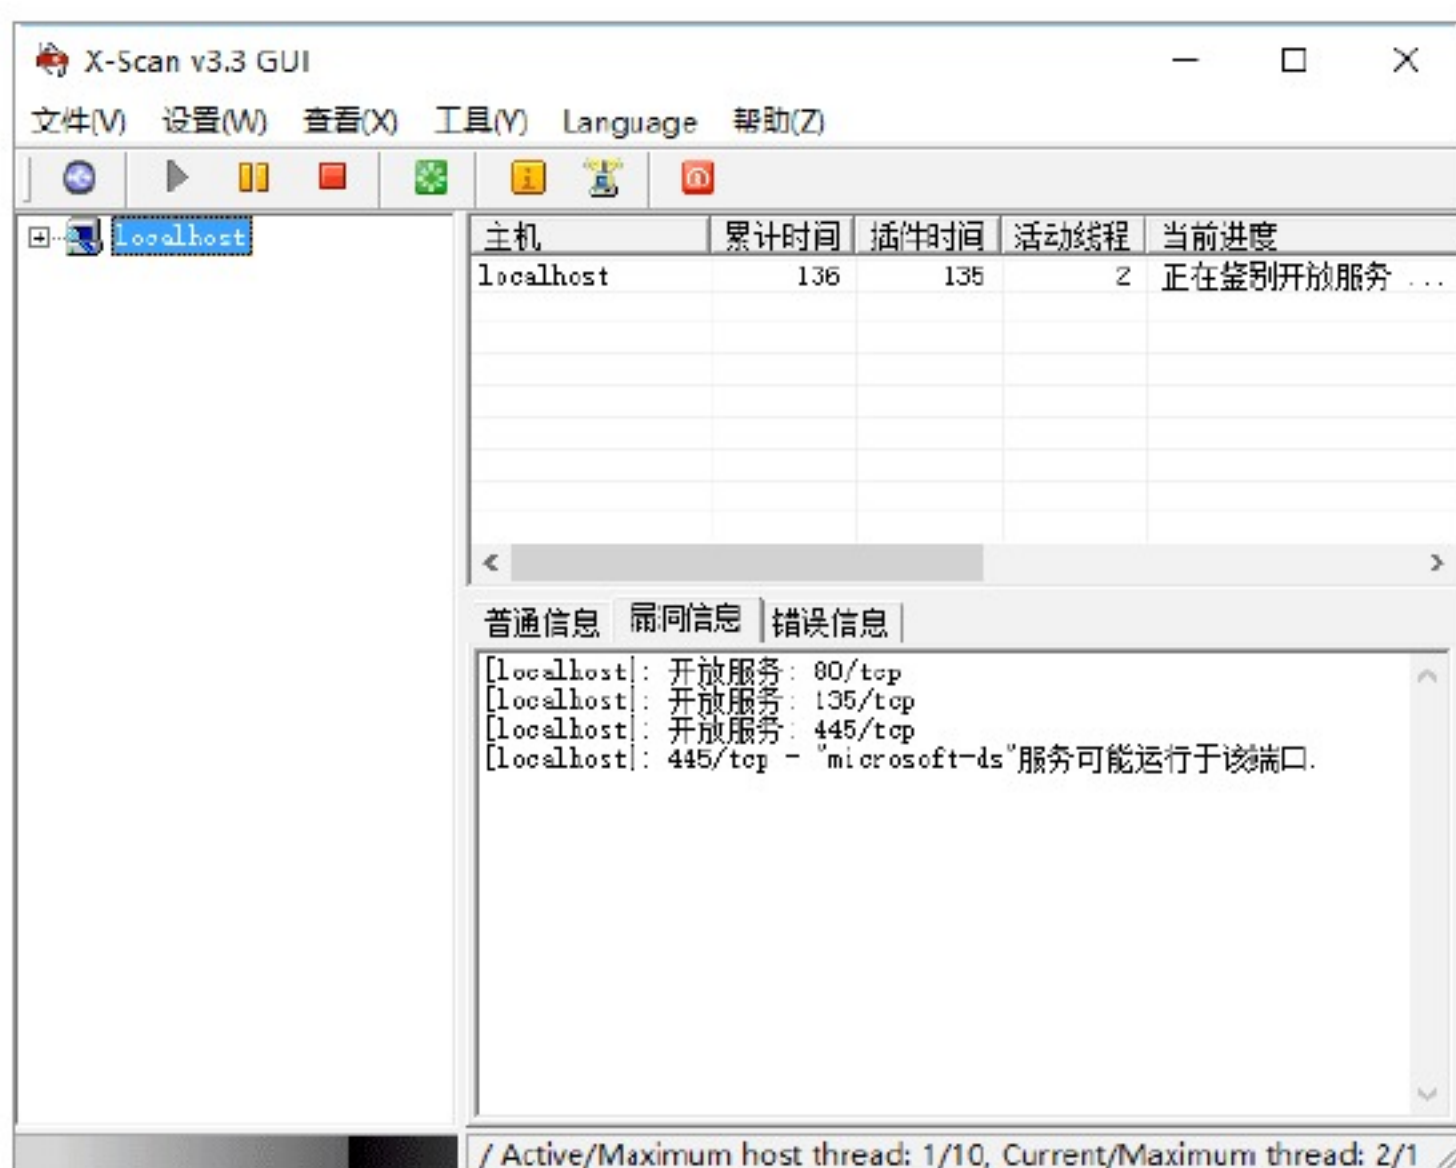 X-Scan v3.3 GUI
文件(V) 设置(W) 查看(X) 工具(Y) Language 帮助(Z)
localhost
主机 累计时间 插件时间 活动线程 当前进度
localhost 136 135 2 正在鉴别开放服务 ...
普通信息 漏洞信息 错误信息
[localhost]: 开放服务: 80/tcp
[localhost]: 开放服务: 135/tcp
[localhost]: 开放服务: 445/tcp
[localhost]: 445/tcp - "microsoft-ds"服务可能运行于该端口.
/ Active/Maximum host thread: 1/10, Current/Maximum thread: 2/1